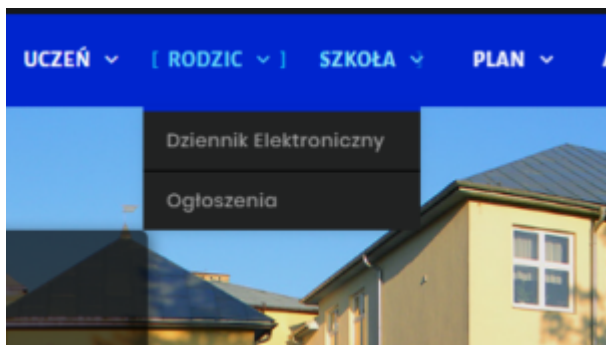 UCZEŃ [ RODZIC ] SZKOŁA PLAN
Dziennik Elektroniczny
Ogłoszenia